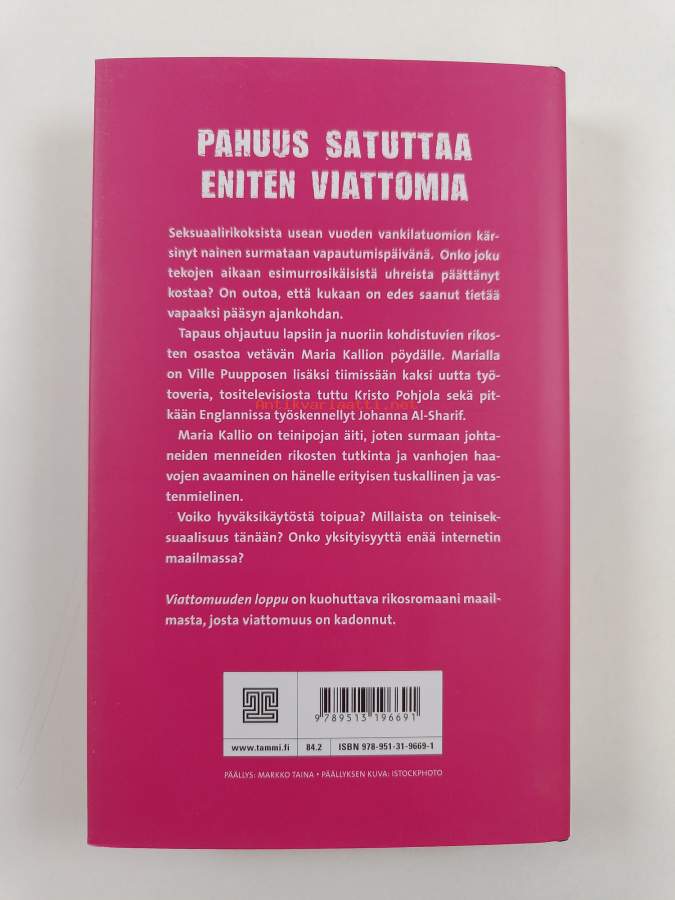 PAHUUS SATUTTAA
ENITEN VIATTOMIA
Seksuaalirikoksista usean vuoden vankilatuomion kär-
sinyt nainen surmataan vapautumispäivänä. Onko joku
tekojen aikaan esimurrosikäisistä uhreista päättänyt
kostaa? On outoa, että kukaan on edes saanut tietää
vapaaksi pääsyn ajankohdan.
Tapaus ohjautuu lapsiin ja nuoriin kohdistuvien rikos-
ten osastoa vetävän Maria Kallion pöydälle. Marialla
on Ville Puupposen lisäksi tiimissään kaksi uutta työ-
toveria, tositelevisiosta tuttu Kristo Pohjola sekä pit-
kään Englannissa työskennellyt Johanna Al-Sharif.
Antikvariaatti.net
Maria Kallio on teinipojan äiti, joten surmaan johta-
neiden menneiden rikosten tutkinta ja vanhojen haa-
vojen avaaminen on hänelle erityisen tuskallinen ja vas-
tenmielinen.
Voiko hyväksikäytöstä toipua? Millaista on teinisek-
suaalisuus tänään? Onko yksityisyyttä enää internetin
maailmassa?
Viattomuuden loppu on kuohuttava rikosromaani maail-
masta, josta viattomuus on kadonnut.
9 789513 196691
www.tammi.fi 84.2 ISBN 978-951-31-9669-1
PÄÄLLYS: MARKKO TAINA • PÄÄLLYKSEN KUVA: ISTOCKPHOTO